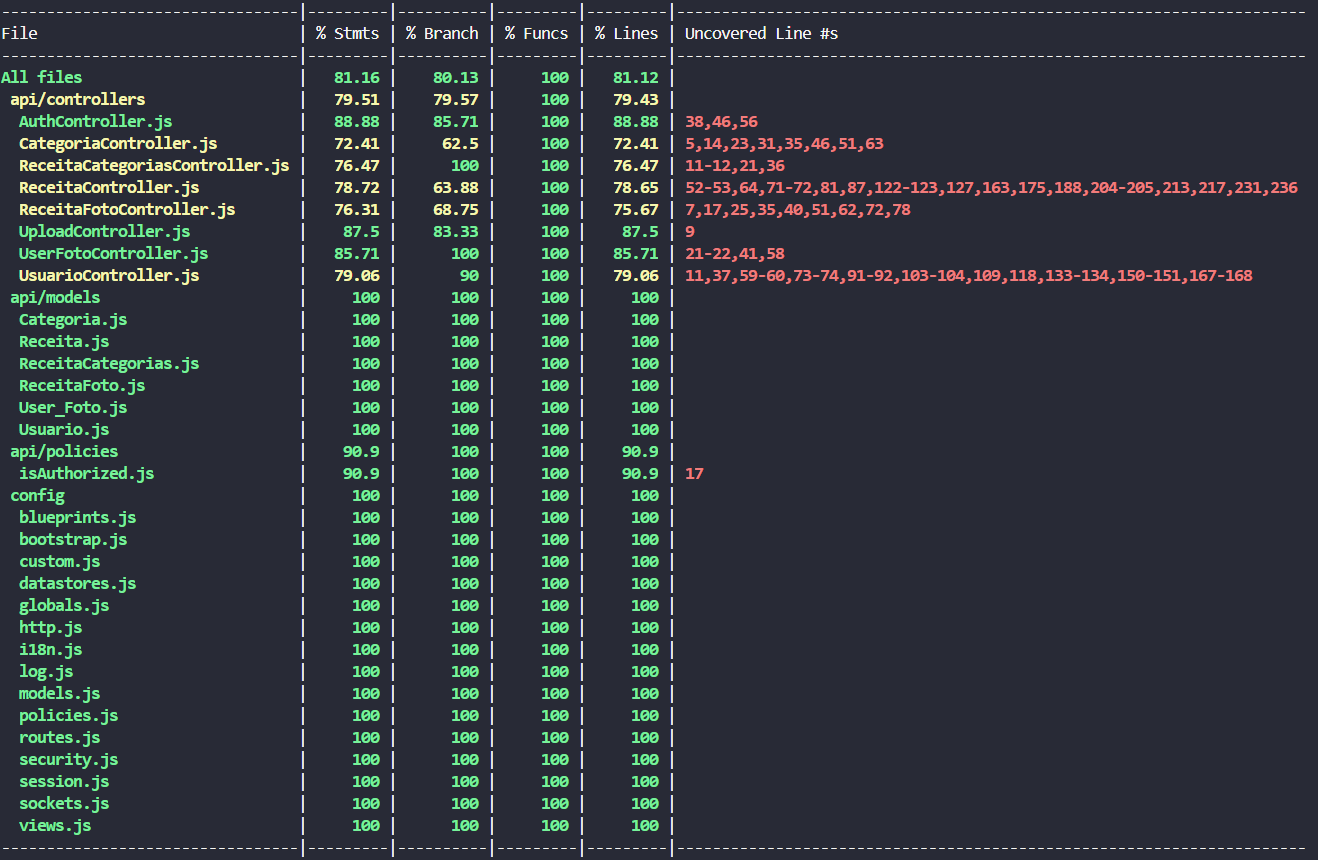 File | % Stmts | % Branch | % Funcs | % Lines | Uncovered Line #s
All files | 81.16 | 80.13 | 100 | 81.12 |
api/controllers | 79.51 | 79.57 | 100 | 79.43 |
AuthController.js | 88.88 | 85.71 | 100 | 88.88 | 38,46,56
CategoriaController.js | 72.41 | 62.5 | 100 | 72.41 | 5,14,23,31,35,46,51,63
ReceitaCategoriasController.js | 76.47 | 100 | 100 | 76.47 | 11-12,21,36
ReceitaController.js | 78.72 | 63.88 | 100 | 78.65 | 52-53,64,71-72,81,87,122-123,127,163,175,188,204-205,213,217,231,236
ReceitaFotoController.js | 76.31 | 68.75 | 100 | 75.67 | 7,17,25,35,40,51,62,72,78
UploadController.js | 87.5 | 83.33 | 100 | 87.5 | 9
UserFotoController.js | 85.71 | 100 | 100 | 85.71 | 21-22,41,58
UsuarioController.js | 79.06 | 90 | 100 | 79.06 | 11,37,59-60,73-74,91-92,103-104,109,118,133-134,150-151,167-168
api/models | 100 | 100 | 100 | 100 |
Categoria.js | 100 | 100 | 100 | 100 |
Receita.js | 100 | 100 | 100 | 100 |
ReceitaCategorias.js | 100 | 100 | 100 | 100 |
ReceitaFoto.js | 100 | 100 | 100 | 100 |
User_Foto.js | 100 | 100 | 100 | 100 |
Usuario.js | 100 | 100 | 100 | 100 |
api/policies | 90.9 | 100 | 100 | 90.9 |
isAuthorized.js | 90.9 | 100 | 100 | 90.9 | 17
config | 100 | 100 | 100 | 100 |
blueprints.js | 100 | 100 | 100 | 100 |
bootstrap.js | 100 | 100 | 100 | 100 |
custom.js | 100 | 100 | 100 | 100 |
datastores.js | 100 | 100 | 100 | 100 |
globals.js | 100 | 100 | 100 | 100 |
http.js | 100 | 100 | 100 | 100 |
i18n.js | 100 | 100 | 100 | 100 |
log.js | 100 | 100 | 100 | 100 |
models.js | 100 | 100 | 100 | 100 |
policies.js | 100 | 100 | 100 | 100 |
routes.js | 100 | 100 | 100 | 100 |
security.js | 100 | 100 | 100 | 100 |
session.js | 100 | 100 | 100 | 100 |
sockets.js | 100 | 100 | 100 | 100 |
views.js | 100 | 100 | 100 | 100 |